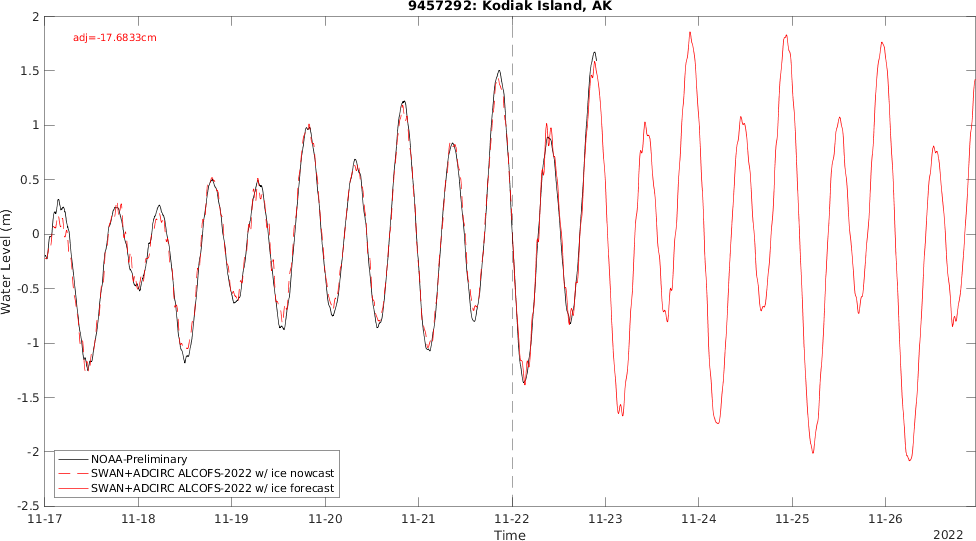 9457292: Kodiak Island, AK
adj=-17.6833cm
2
1.5
1
0.5
0
-0.5
-1
-1.5
-2
-2.5
Water Level (m)
NOAA-Preliminary
SWAN+ADCIRC ALCOFS-2022 w/ ice nowcast
SWAN+ADCIRC ALCOFS-2022 w/ ice forecast
11-17 11-18 11-19 11-20 11-21 11-22 11-23 11-24 11-25 11-26
Time
2022